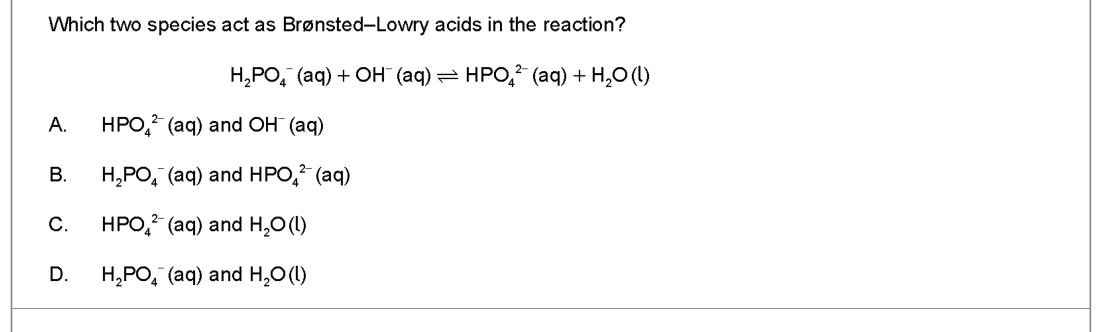 Which two species act as Brønsted–Lowry acids in the reaction?
H₂PO₄⁻ (aq) + OH⁻ (aq) ⇌ HPO₄²⁻ (aq) + H₂O (l)
A. HPO₄²⁻ (aq) and OH⁻ (aq)
B. H₂PO₄⁻ (aq) and HPO₄²⁻ (aq)
C. HPO₄²⁻ (aq) and H₂O (l)
D. H₂PO₄⁻ (aq) and H₂O (l)